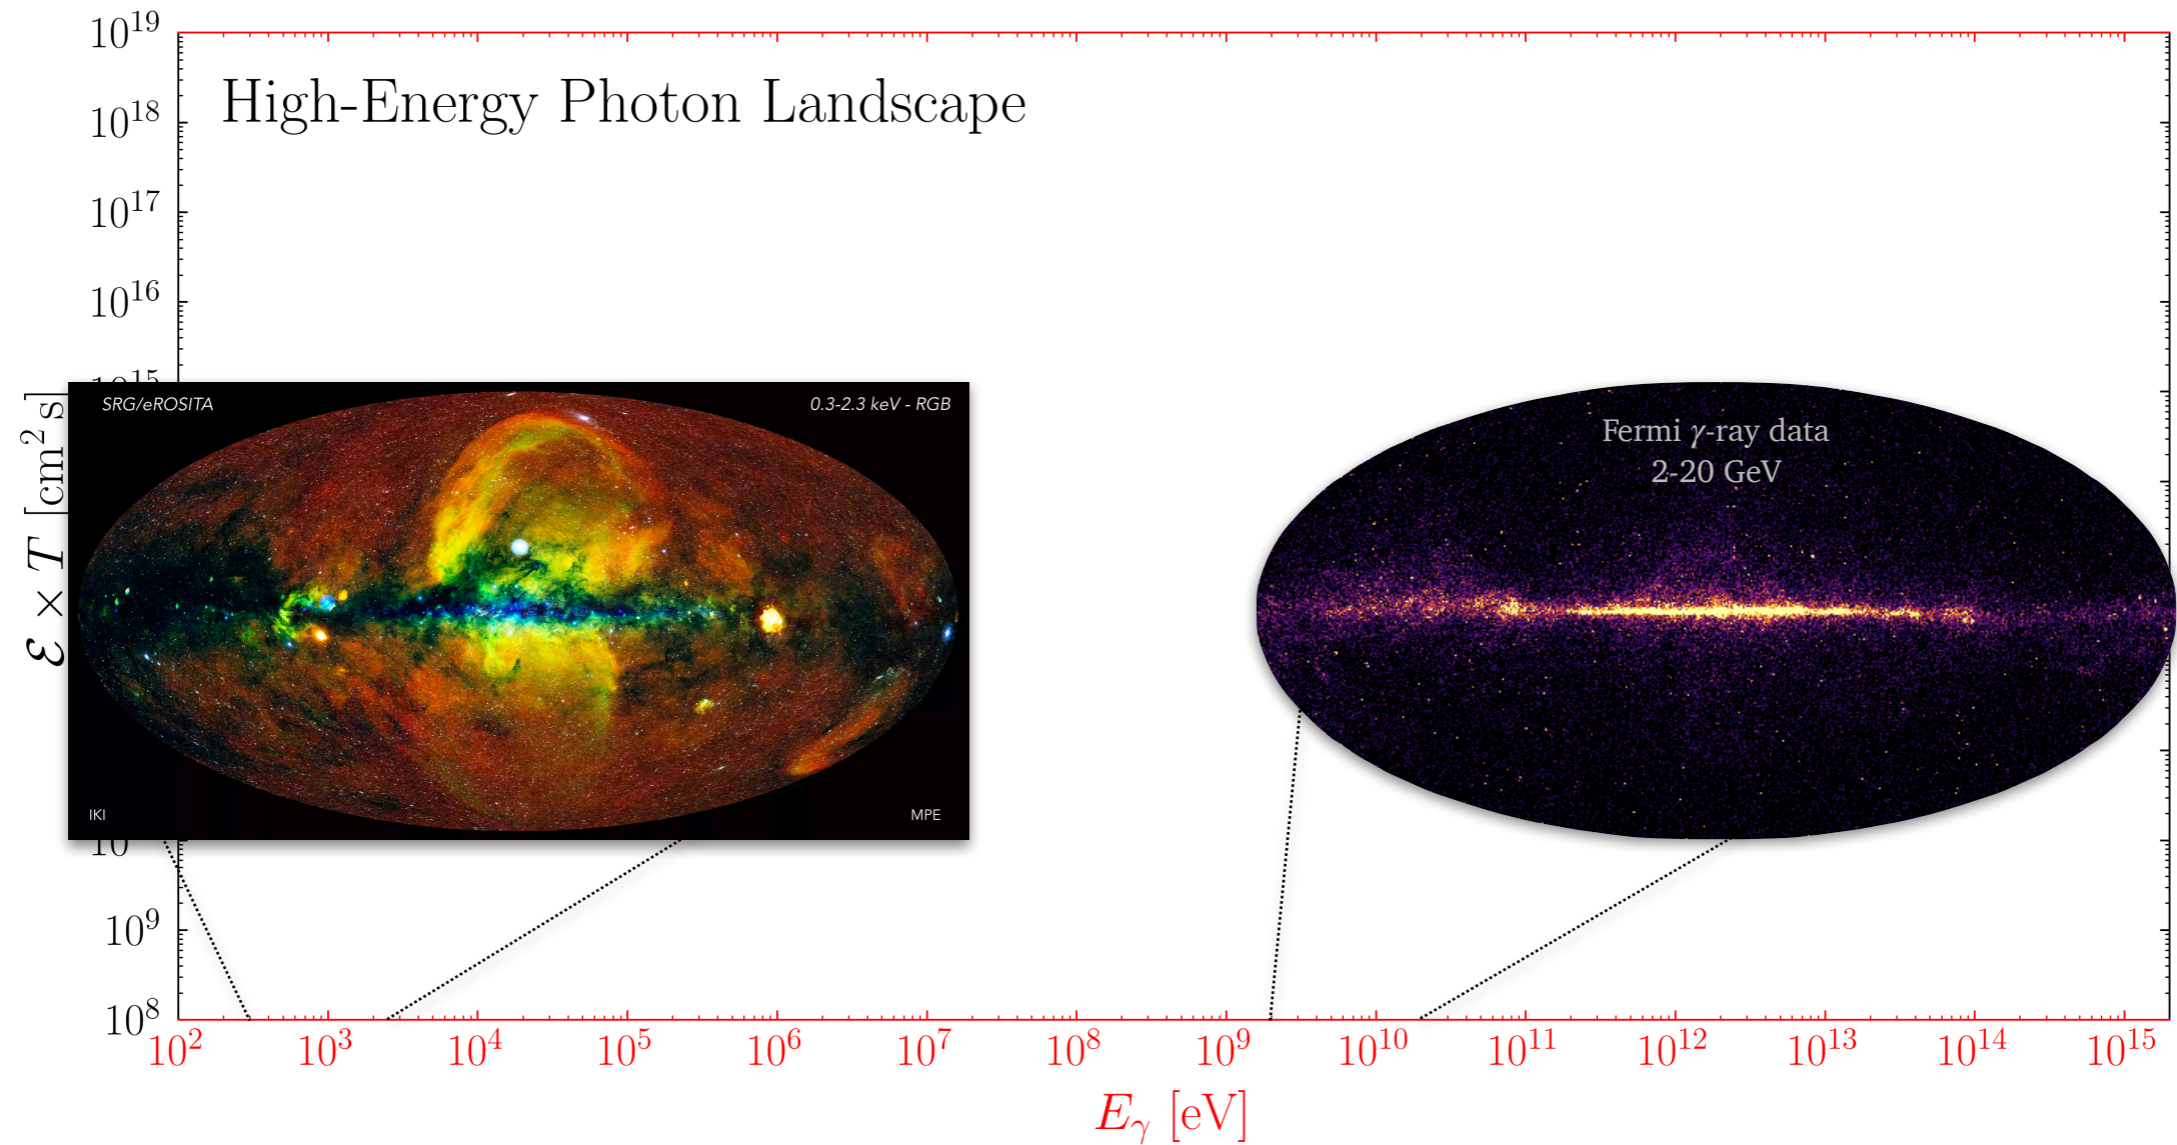 High-Energy Photon Landscape
10^19
10^18
10^17
10^16
10^15
10
10^9
10^8
ℰ × T [cm^2 s]
SRG/eROSITA
0.3-2.3 keV - RGB
IKI
MPE
Fermi γ-ray data
2-20 GeV
10^2 10^3 10^4 10^5 10^6 10^7 10^8 10^9 10^10 10^11 10^12 10^13 10^14 10^15
E_γ [eV]